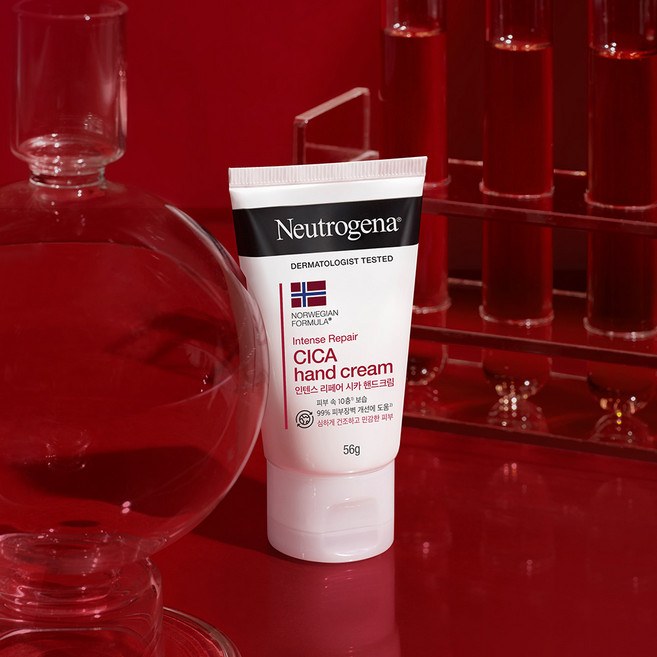 Neutrogena®
DERMATOLOGIST TESTED
NORWEGIAN
FORMULA®
Intense Repair
CICA
hand cream
인텐스 리페어 시카 핸드크림
피부 속 10층¹⁾ 보습
99% 피부장벽 개선에 도움²⁾
심하게 건조하고 민감한 피부
56g